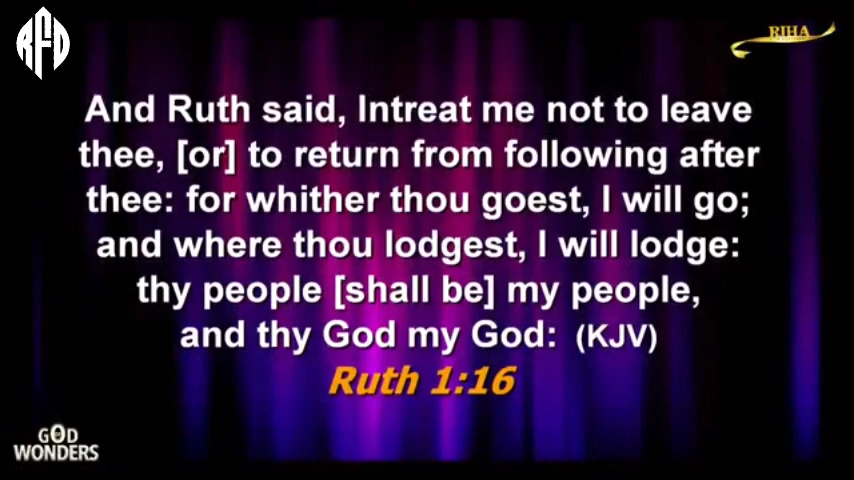 RFD
RIHA
And Ruth said, Intreat me not to leave
thee, [or] to return from following after
thee: for whither thou goest, I will go;
and where thou lodgest, I will lodge:
thy people [shall be] my people,
and thy God my God: (KJV)
Ruth 1:16
GOD
WONDERS